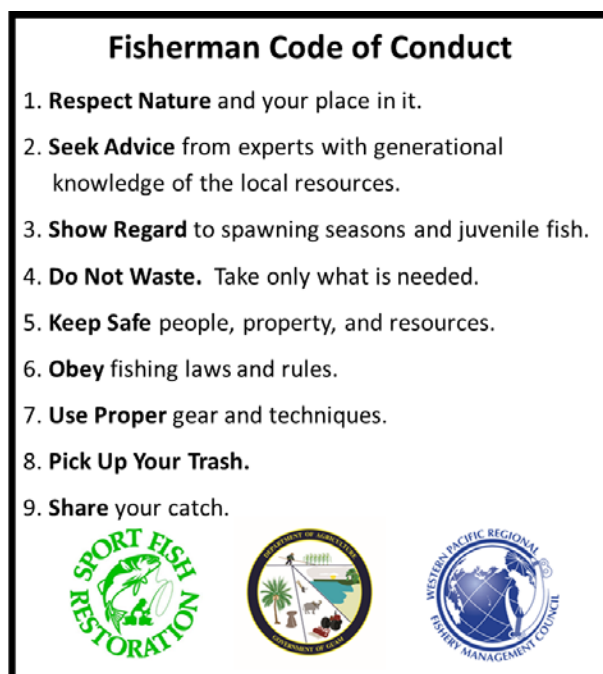 Fisherman Code of Conduct
1. Respect Nature and your place in it.
2. Seek Advice from experts with generational
knowledge of the local resources.
3. Show Regard to spawning seasons and juvenile fish.
4. Do Not Waste. Take only what is needed.
5. Keep Safe people, property, and resources.
6. Obey fishing laws and rules.
7. Use Proper gear and techniques.
8. Pick Up Your Trash.
9. Share your catch.
SPORT FISH
RESTORATION
DEPARTMENT OF AGRICULTURE
GOVERNMENT OF GUAM
WESTERN PACIFIC REGIONAL
FISHERY MANAGEMENT COUNCIL